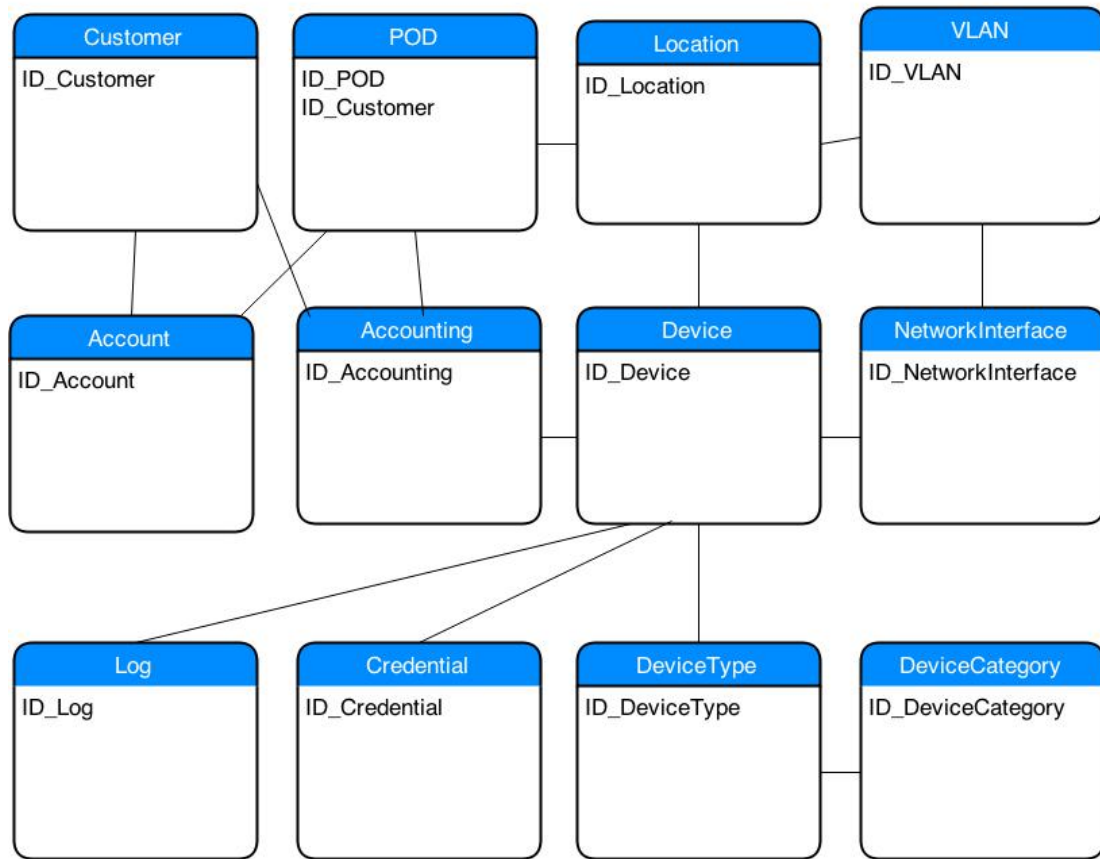 Customer
ID_Customer
POD
ID_POD
ID_Customer
Location
ID_Location
VLAN
ID_VLAN
Account
ID_Account
Accounting
ID_Accounting
Device
ID_Device
NetworkInterface
ID_NetworkInterface
Log
ID_Log
Credential
ID_Credential
DeviceType
ID_DeviceType
DeviceCategory
ID_DeviceCategory